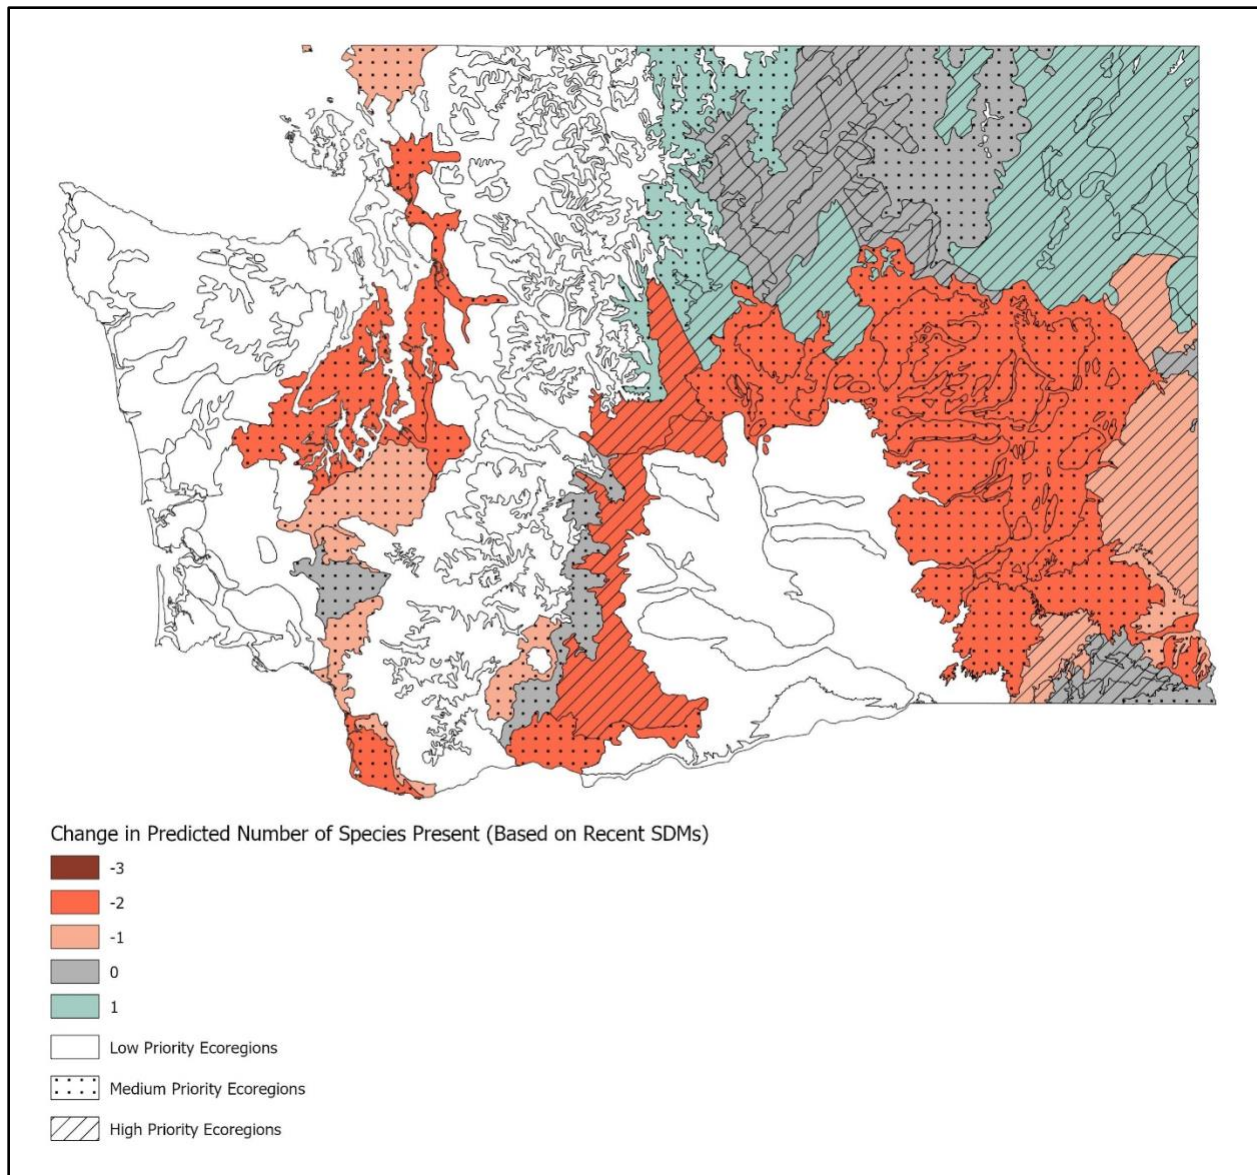 Change in Predicted Number of Species Present (Based on Recent SDMs)
-3
-2
-1
0
1
Low Priority Ecoregions
Medium Priority Ecoregions
High Priority Ecoregions